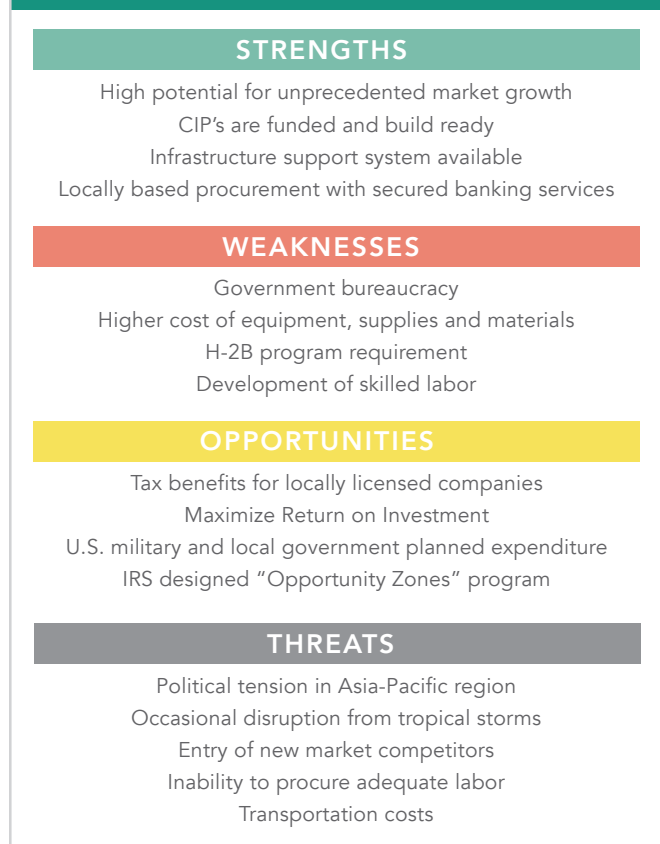 STRENGTHS
High potential for unprecedented market growth
CIP's are funded and build ready
Infrastructure support system available
Locally based procurement with secured banking services
WEAKNESSES
Government bureaucracy
Higher cost of equipment, supplies and materials
H-2B program requirement
Development of skilled labor
OPPORTUNITIES
Tax benefits for locally licensed companies
Maximize Return on Investment
U.S. military and local government planned expenditure
IRS designed “Opportunity Zones” program
THREATS
Political tension in Asia-Pacific region
Occasional disruption from tropical storms
Entry of new market competitors
Inability to procure adequate labor
Transportation costs